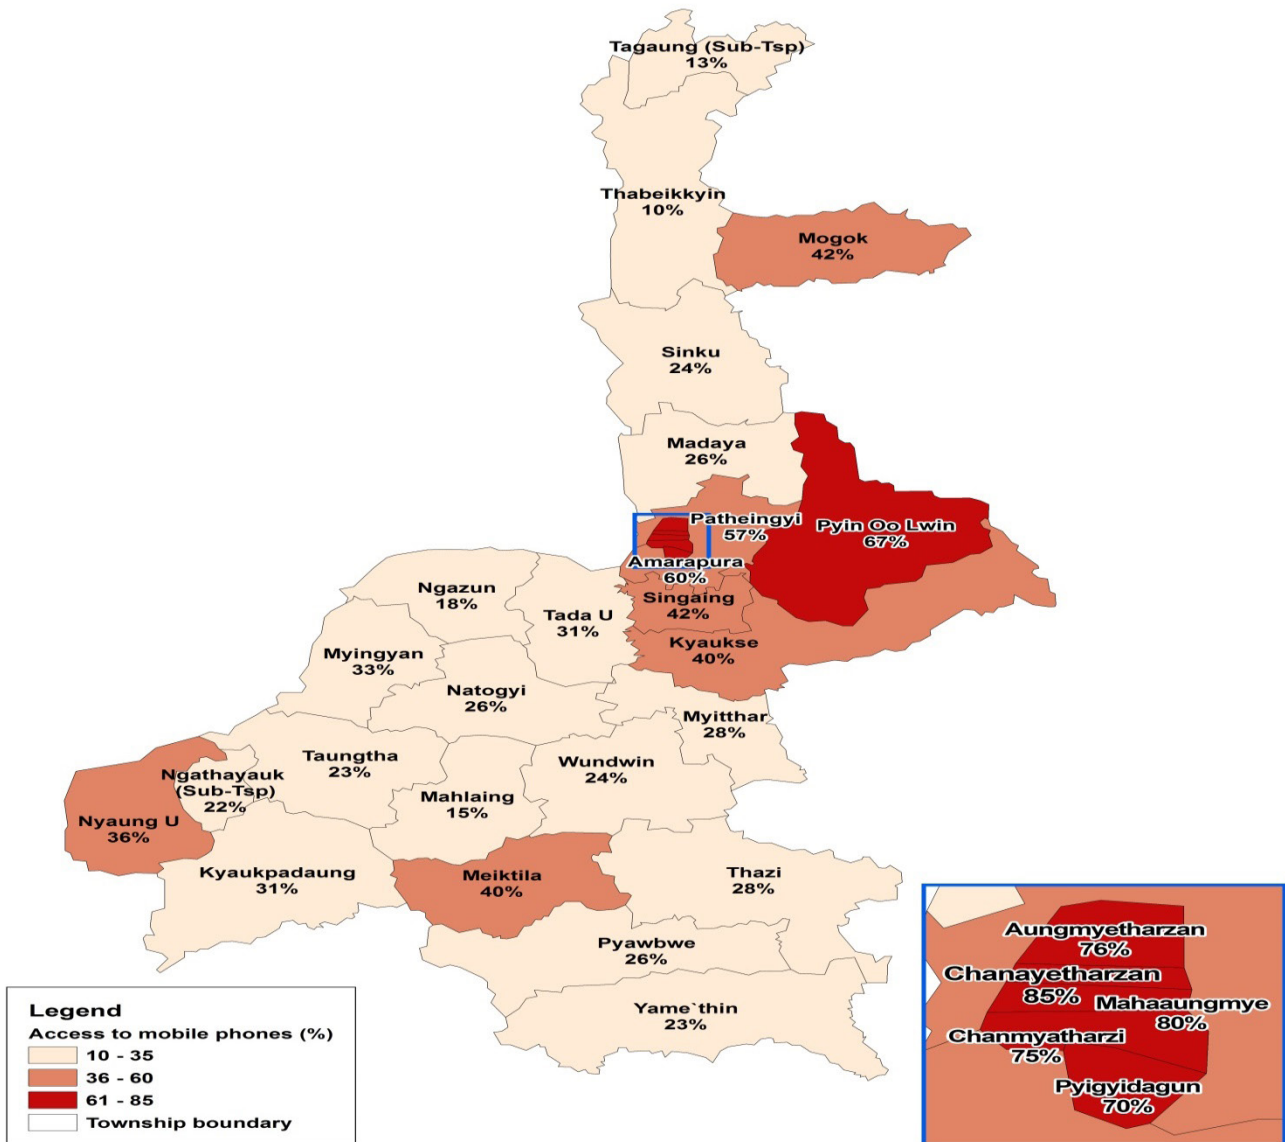 Tagaung (Sub-Tsp)
13%
Thabeikkyin
10%
Mogok
42%
Sinku
24%
Madaya
26%
Patheingyi
57%
Pyin Oo Lwin
67%
Amarapura
60%
Ngazun
18%
Tada U
31%
Singaing
42%
Myingyan
33%
Kyaukse
40%
Natogyi
26%
Myitthar
28%
Taungtha
23%
Wundwin
24%
Ngathayauk
(Sub-Tsp)
22%
Mahlaing
15%
Nyaung U
36%
Kyaukpadaung
31%
Meiktila
40%
Thazi
28%
Pyawbwe
26%
Yame`thin
23%
Aungmyetharzan
76%
Chanayetharzan
85%
Mahaaungmye
80%
Chanmyatharzi
75%
Pyigyidagun
70%
Legend
Access to mobile phones (%)
10 - 35
36 - 60
61 - 85
Township boundary